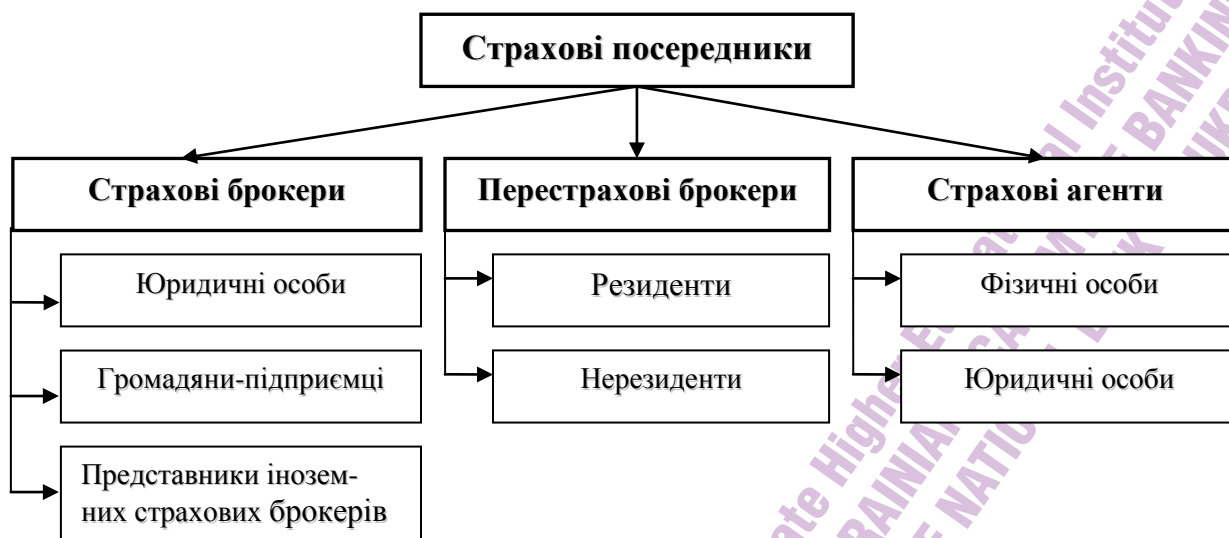 Страхові посередники
Страхові брокери
Перестрахові брокери
Страхові агенти
Юридичні особи
Резиденти
Фізичні особи
Громадяни-підприємці
Нерезиденти
Юридичні особи
Представники інозем-
них страхових брокерів